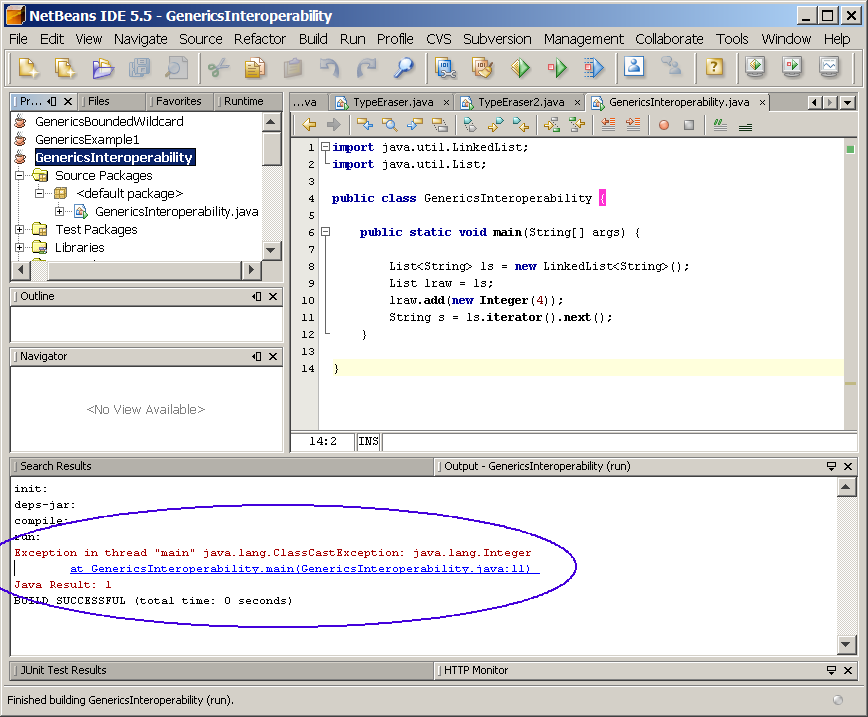 NetBeans IDE 5.5 - GenericsInteroperability
File Edit View Navigate Source Refactor Build Run Profile CVS Subversion Management Collaborate Tools Window Help
Pr... Files Favorites Runtime
GenericsBoundedWildcard
GenericsExample1
GenericsInteroperability
Source Packages
<default package>
GenericsInteroperability.java
Test Packages
Libraries
Outline
Navigator
<No View Available>
...va TypeEraser.java TypeEraser2.java GenericsInteroperability.java
1 import java.util.LinkedList;
2 import java.util.List;
3
4 public class GenericsInteroperability {
5
6 public static void main(String[] args) {
7
8 List<String> ls = new LinkedList<String>();
9 List lraw = ls;
10 lraw.add(new Integer(4));
11 String s = ls.iterator().next();
12 }
13
14 }
14:2 INS
Search Results
Output - GenericsInteroperability (run)
init:
deps-jar:
compile:
run:
Exception in thread "main" java.lang.ClassCastException: java.lang.Integer
at GenericsInteroperability.main(GenericsInteroperability.java:11)
Java Result: 1
BUILD SUCCESSFUL (total time: 0 seconds)
JUnit Test Results
HTTP Monitor
Finished building GenericsInteroperability (run).